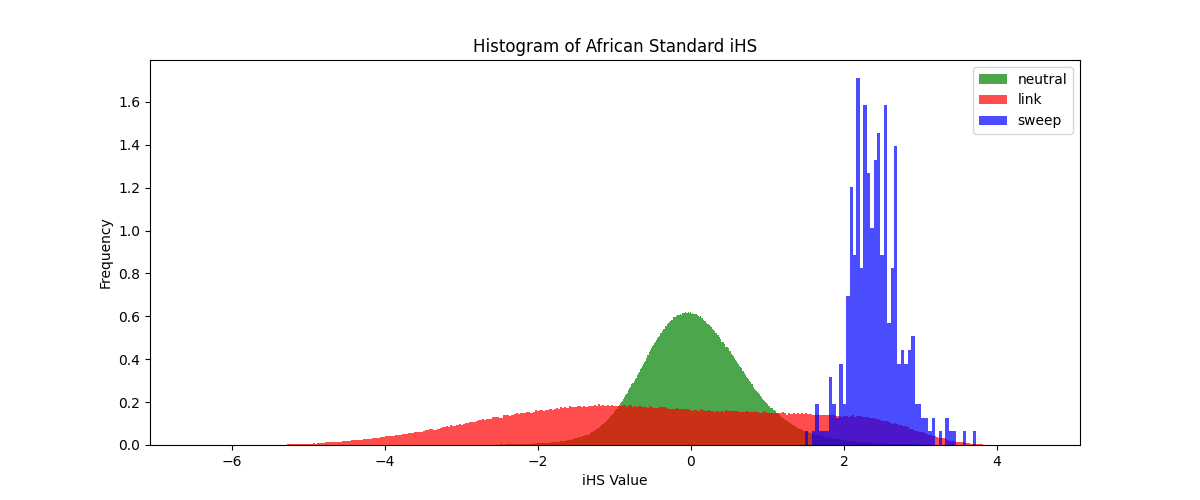 Histogram of African Standard iHS
neutral
link
sweep
Frequency
1.6
1.4
1.2
1.0
0.8
0.6
0.4
0.2
0.0
−6
−4
−2
0
2
4
iHS Value